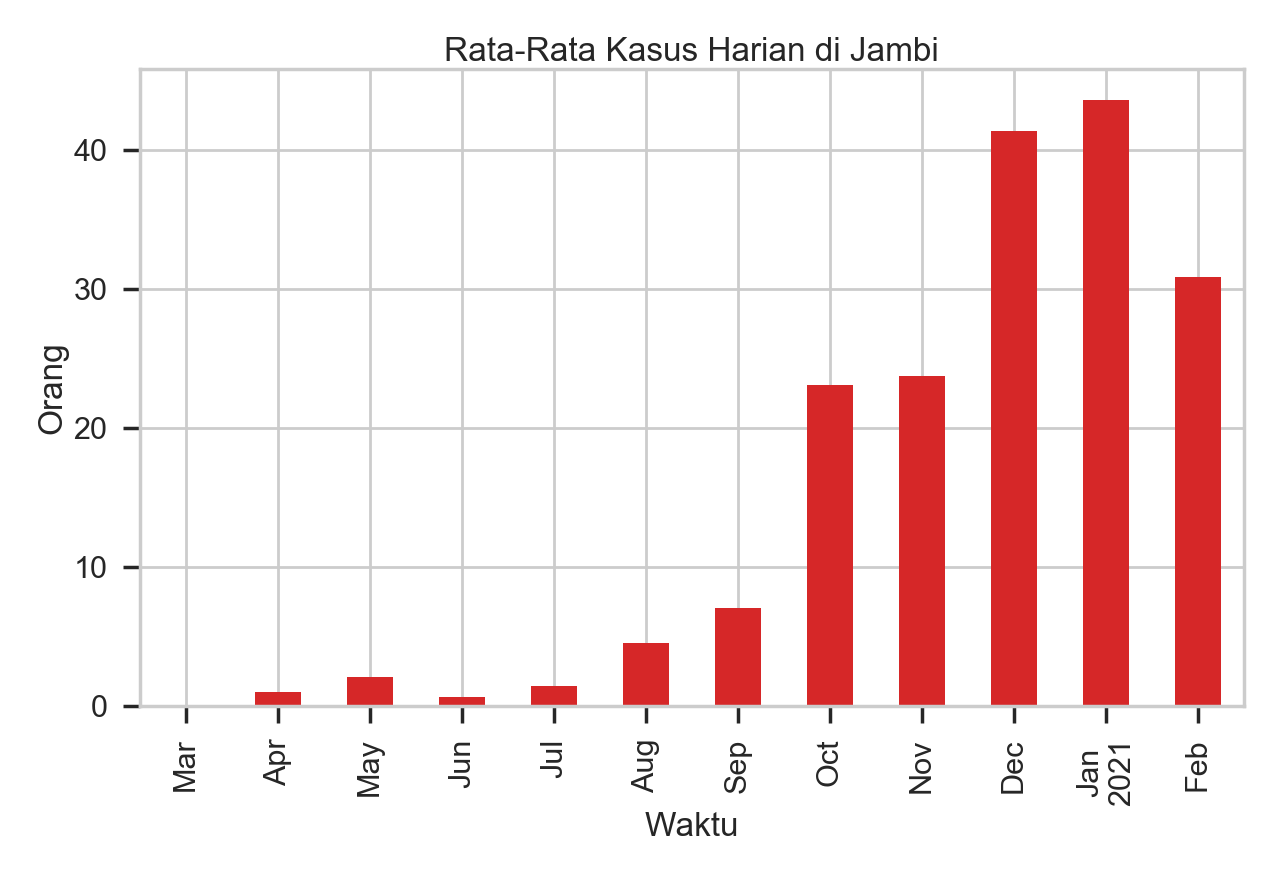 Rata-Rata Kasus Harian di Jambi
Orang
40
30
20
10
0
Mar
Apr
May
Jun
Jul
Aug
Sep
Oct
Nov
Dec
Jan
2021
Feb
Waktu